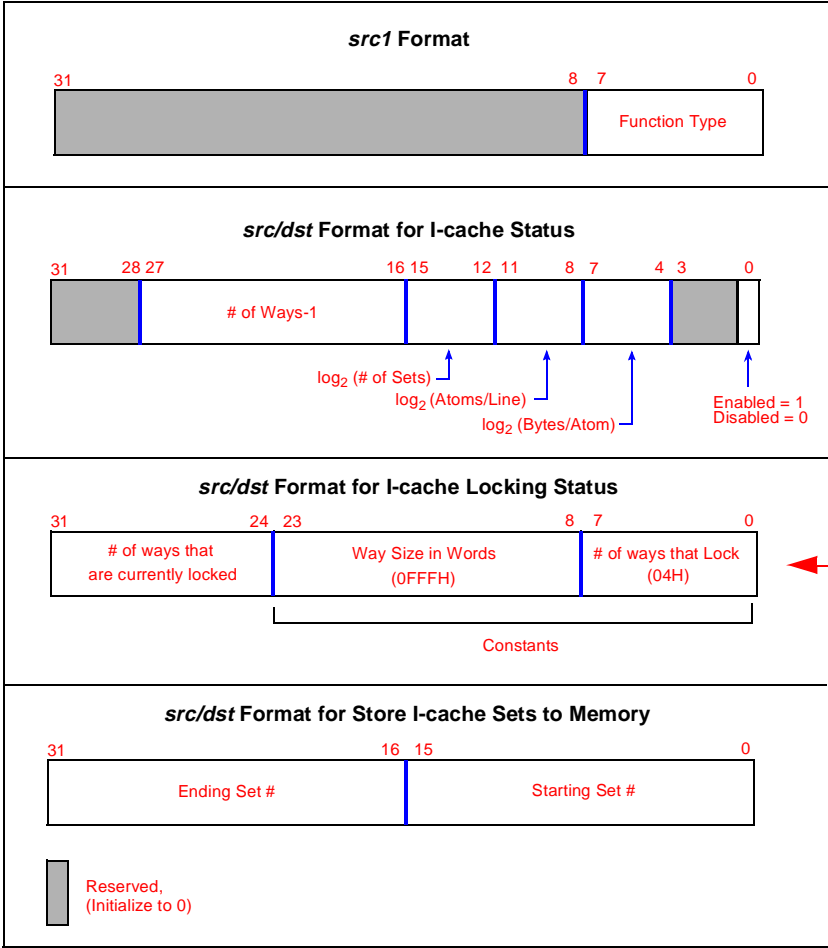 src1 Format
31 8 7 0
Function Type
src/dst Format for I-cache Status
31 28 27 16 15 12 11 8 7 4 3 0
# of Ways-1
log2 (# of Sets)
log2 (Atoms/Line)
log2 (Bytes/Atom)
Enabled = 1
Disabled = 0
src/dst Format for I-cache Locking Status
31 24 23 8 7 0
# of ways that
are currently locked
Way Size in Words
(0FFFH)
# of ways that Lock
(04H)
Constants
src/dst Format for Store I-cache Sets to Memory
31 16 15 0
Ending Set #
Starting Set #
Reserved,
(Initialize to 0)